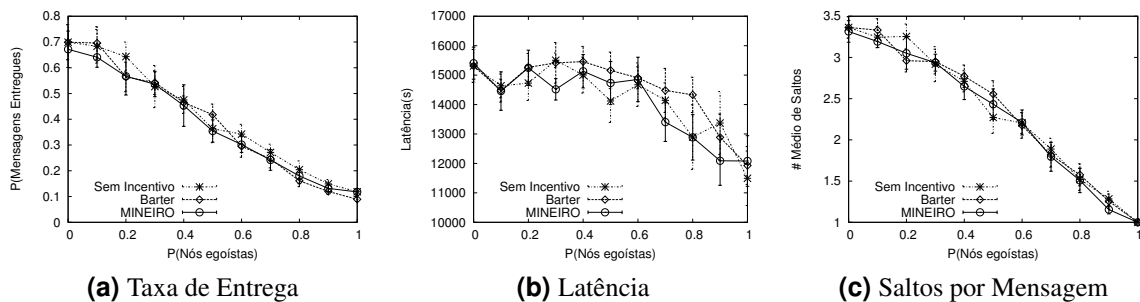 P(Mensagens Entregues)
0.8
0.7
0.6
0.5
0.4
0.3
0.2
0.1
0
Sem Incentivo
Barter
MINEIRO
0 0.2 0.4 0.6 0.8 1
P(Nós egoístas)
(a) Taxa de Entrega
Latência(s)
17000
16000
15000
14000
13000
12000
11000
10000
Sem Incentivo
Barter
MINEIRO
0 0.2 0.4 0.6 0.8 1
P(Nós egoístas)
(b) Latência
# Médio de Saltos
3.5
3
2.5
2
1.5
1
Sem Incentivo
Barter
MINEIRO
0 0.2 0.4 0.6 0.8 1
P(Nós egoístas)
(c) Saltos por Mensagem